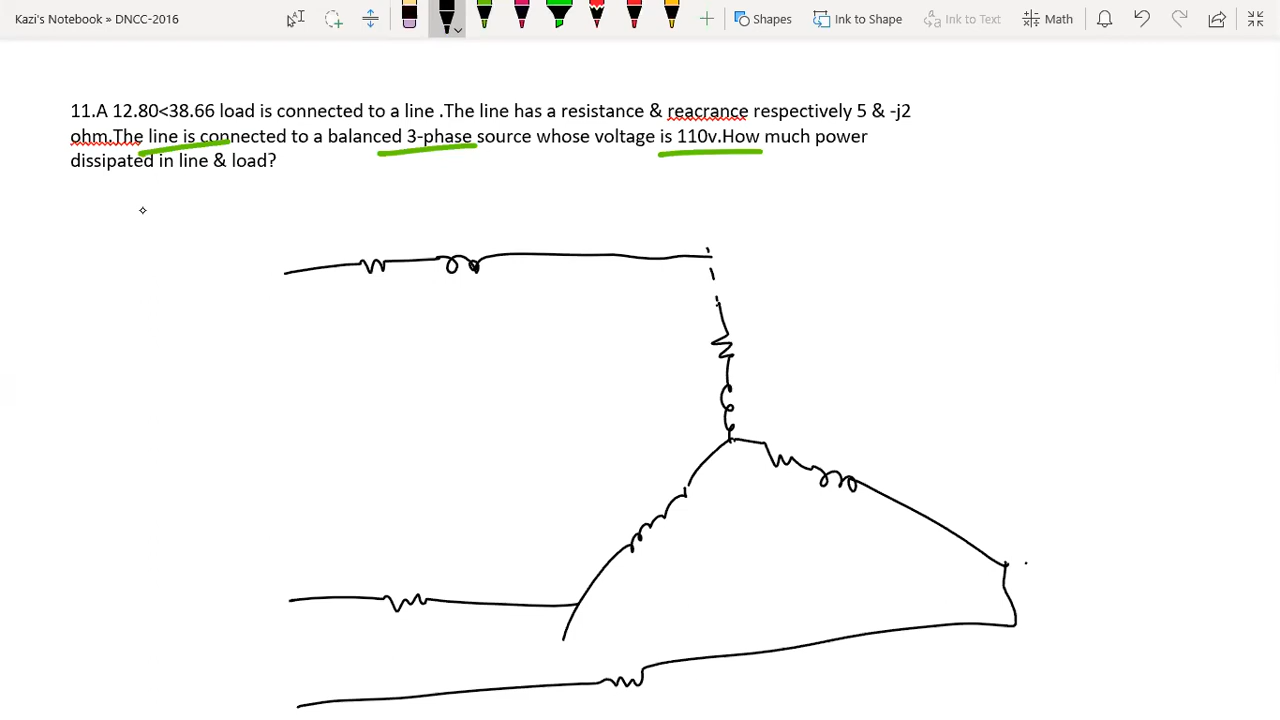 Kazi's Notebook » DNCC-2016
Shapes
Ink to Shape
Ink to Text
Math
11.A 12.80<38.66 load is connected to a line .The line has a resistance & reacrance respectively 5 & -j2
ohm.The line is connected to a balanced 3-phase source whose voltage is 110v.How much power
dissipated in line & load?